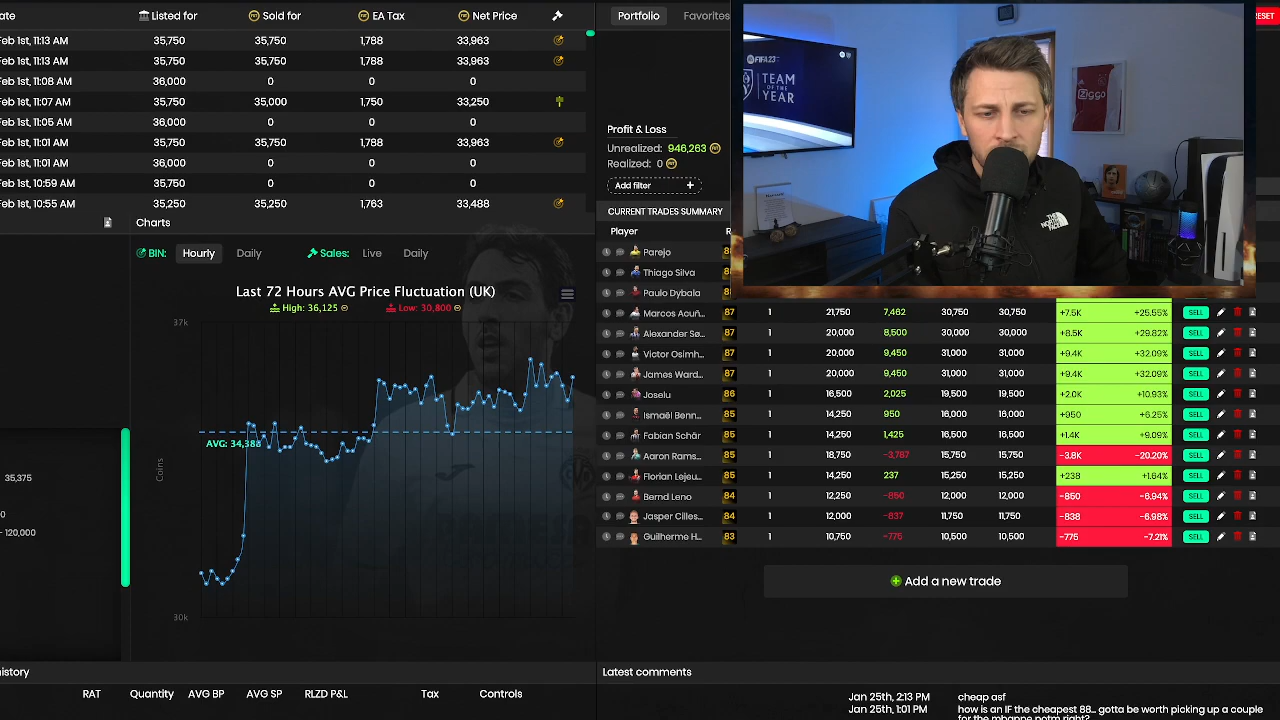 ate Listed for Sold for EA Tax Net Price
Feb 1st, 11:13 AM 35,750 35,750 1,788 33,963
Feb 1st, 11:13 AM 35,750 35,750 1,788 33,963
Feb 1st, 11:08 AM 36,000 0 0 0
Feb 1st, 11:07 AM 35,750 35,000 1,750 33,250
Feb 1st, 11:05 AM 36,000 0 0 0
Feb 1st, 11:01 AM 35,750 35,750 1,788 33,963
Feb 1st, 11:01 AM 36,000 0 0 0
Feb 1st, 10:59 AM 35,750 0 0 0
Feb 1st, 10:55 AM 35,250 35,250 1,763 33,488
Charts
BIN: Hourly Daily Sales: Live Daily
Last 72 Hours AVG Price Fluctuation (UK)
High: 36,125 Low: 30,800
37k
AVG: 34,388
Coins
30k
35,375
0
- 120,000
history
RAT Quantity AVG BP AVG SP RLZD P&L Tax Controls
Portfolio Favorites
RESET
FIFA 23
TEAM
OF THE
YEAR
Ziggo
THE
NORTH
FACE
Profit & Loss
Unrealized: 946,263
Realized: 0
Add filter +
CURRENT TRADES SUMMARY
Player R
Parejo 88
Thiago Silva 88
Paulo Dybala 88
Marcos Acuñ... 87 1 21,750 7,462 30,750 30,750 +7.5K +25.55% SELL
Alexander Sø... 87 1 20,000 8,500 30,000 30,000 +8.5K +29.82% SELL
Victor Osimh... 87 1 20,000 9,450 31,000 31,000 +9.4K +32.09% SELL
James Ward... 87 1 20,000 9,450 31,000 31,000 +9.4K +32.09% SELL
Joselu 86 1 16,500 2,025 19,500 19,500 +2.0K +10.93% SELL
Ismaël Benn... 85 1 14,250 950 16,000 16,000 +950 +6.25% SELL
Fabian Schär 85 1 14,250 1,425 16,500 16,500 +1.4K +9.09% SELL
Aaron Rams... 85 1 18,750 -3,787 15,750 15,750 -3.8K -20.20% SELL
Florian Lejeu... 85 1 14,250 237 15,250 15,250 +238 +1.64% SELL
Bernd Leno 84 1 12,250 -850 12,000 12,000 -850 -6.94% SELL
Jasper Cilles... 84 1 12,000 -837 11,750 11,750 -838 -6.98% SELL
Guilherme H... 83 1 10,750 -775 10,500 10,500 -775 -7.21% SELL
Add a new trade
Latest comments
Jan 25th, 2:13 PM cheap asf
Jan 25th, 1:01 PM how is an IF the cheapest 88... gotta be worth picking up a couple
for the mbappe potm right?